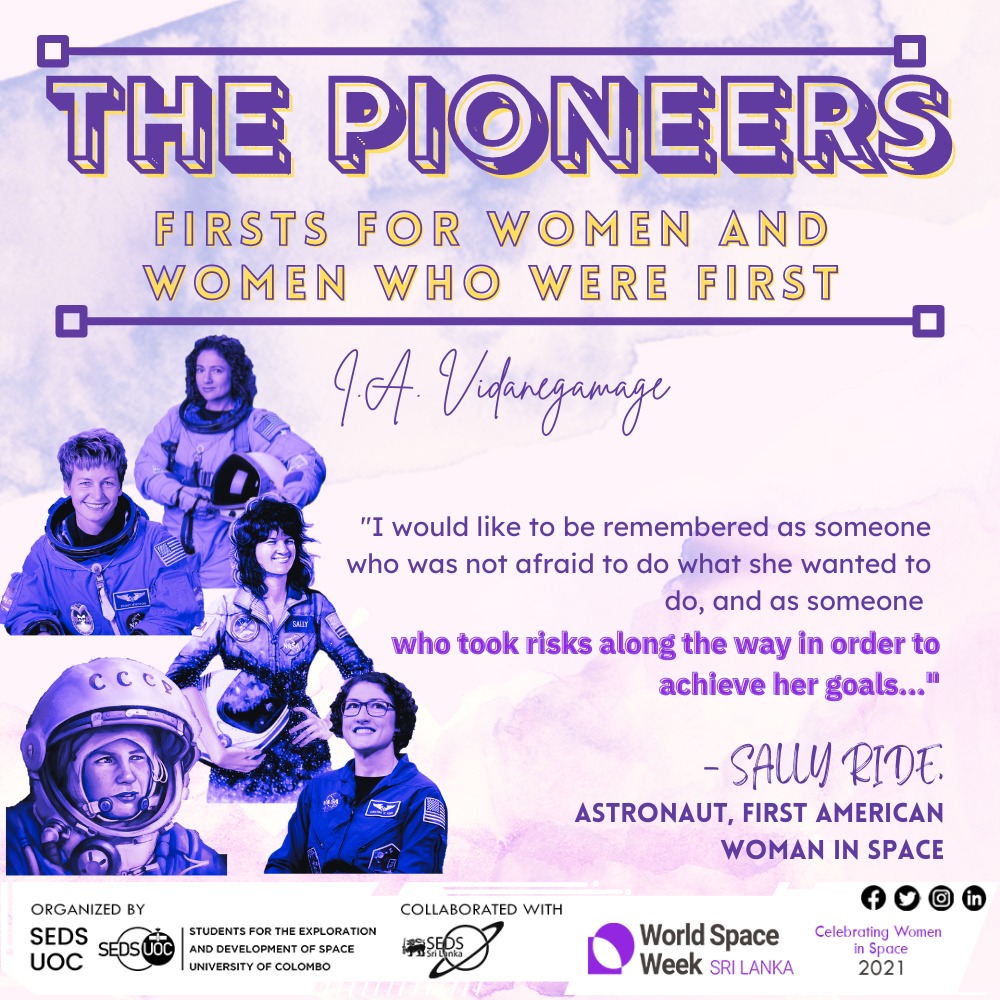 THE PIONEERS
FIRSTS FOR WOMEN AND
WOMEN WHO WERE FIRST
I.A. Vidanegamage
"I would like to be remembered as someone
who was not afraid to do what she wanted to
do, and as someone
who took risks along the way in order to
achieve her goals..."
- SALLY RIDE.
ASTRONAUT, FIRST AMERICAN
WOMAN IN SPACE
SALLY
NASA
CCCP
ORGANIZED BY
SEDS
UOC
SEDS UOC
STUDENTS FOR THE EXPLORATION
AND DEVELOPMENT OF SPACE
UNIVERSITY OF COLOMBO
COLLABORATED WITH
SEDS
Sri Lanka
World Space
Week SRI LANKA
Celebrating Women
in Space
2021